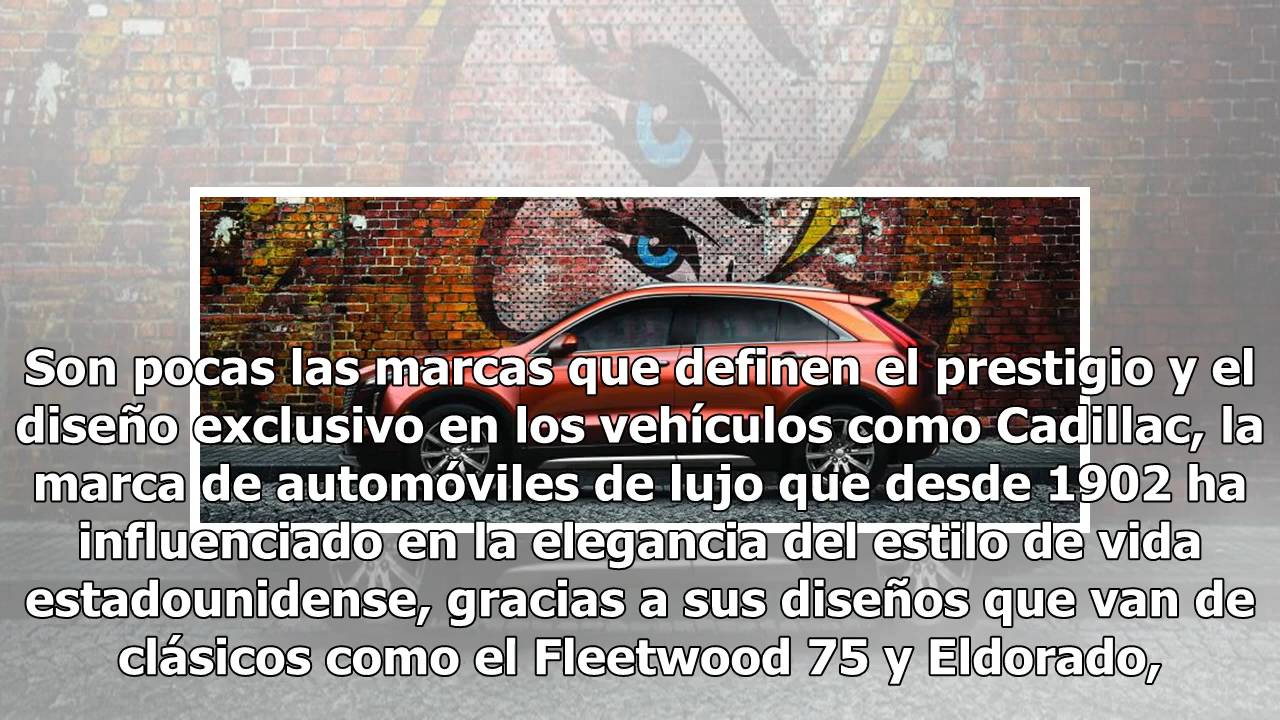 Son pocas las marcas que definen el prestigio y el
diseño exclusivo en los vehículos como Cadillac, la
marca de automóviles de lujo que desde 1902 ha
influenciado en la elegancia del estilo de vida
estadounidense, gracias a sus diseños que van de
clásicos como el Fleetwood 75 y Eldorado,